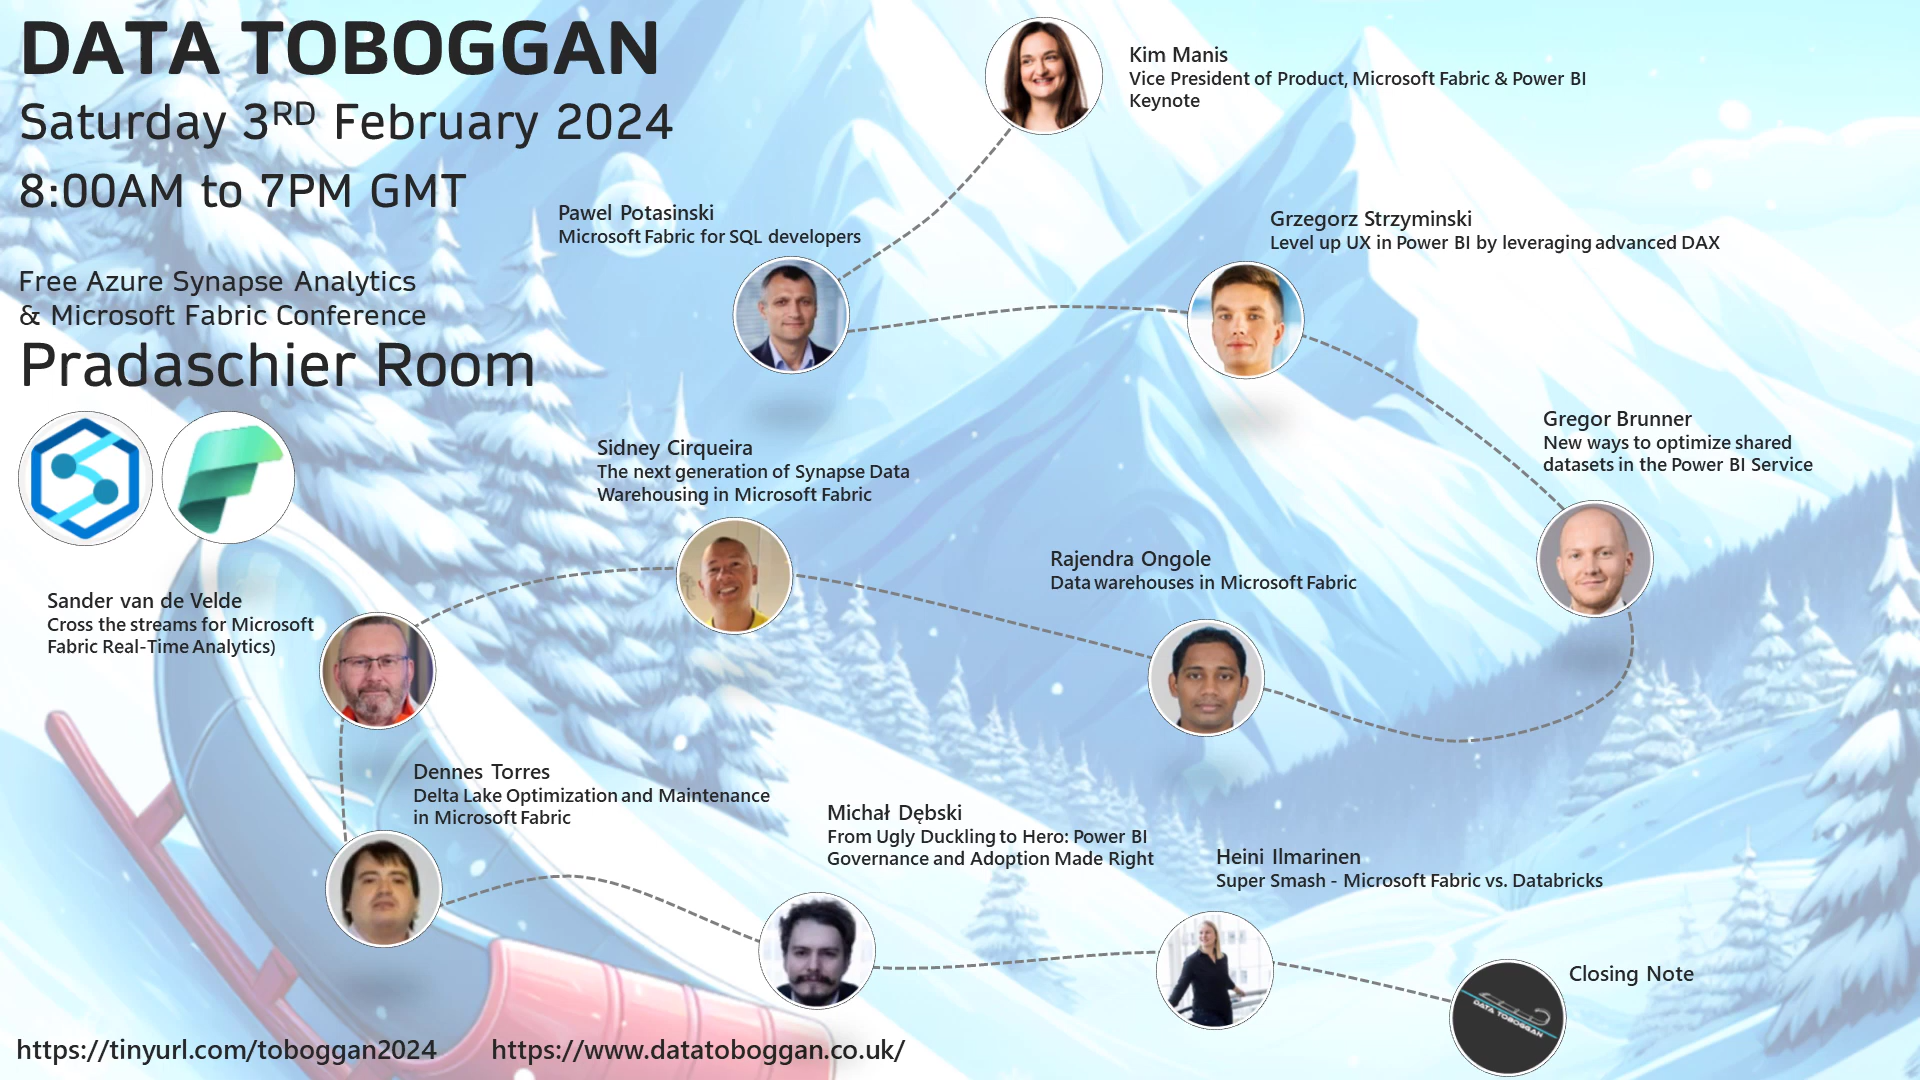 DATA TOBOGGAN
Saturday 3RD February 2024
8:00AM to 7PM GMT
Free Azure Synapse Analytics
& Microsoft Fabric Conference
Pradaschier Room
Kim Manis
Vice President of Product, Microsoft Fabric & Power BI
Keynote
Pawel Potasinski
Microsoft Fabric for SQL developers
Grzegorz Strzyminski
Level up UX in Power BI by leveraging advanced DAX
Gregor Brunner
New ways to optimize shared
datasets in the Power BI Service
Rajendra Ongole
Data warehouses in Microsoft Fabric
Sidney Cirqueira
The next generation of Synapse Data
Warehousing in Microsoft Fabric
Sander van de Velde
Cross the streams for Microsoft
Fabric Real-Time Analytics)
Dennes Torres
Delta Lake Optimization and Maintenance
in Microsoft Fabric
Michał Dębski
From Ugly Duckling to Hero: Power BI
Governance and Adoption Made Right
Heini Ilmarinen
Super Smash - Microsoft Fabric vs. Databricks
Closing Note
DATA TOBOGGAN
https://tinyurl.com/toboggan2024
https://www.datatoboggan.co.uk/